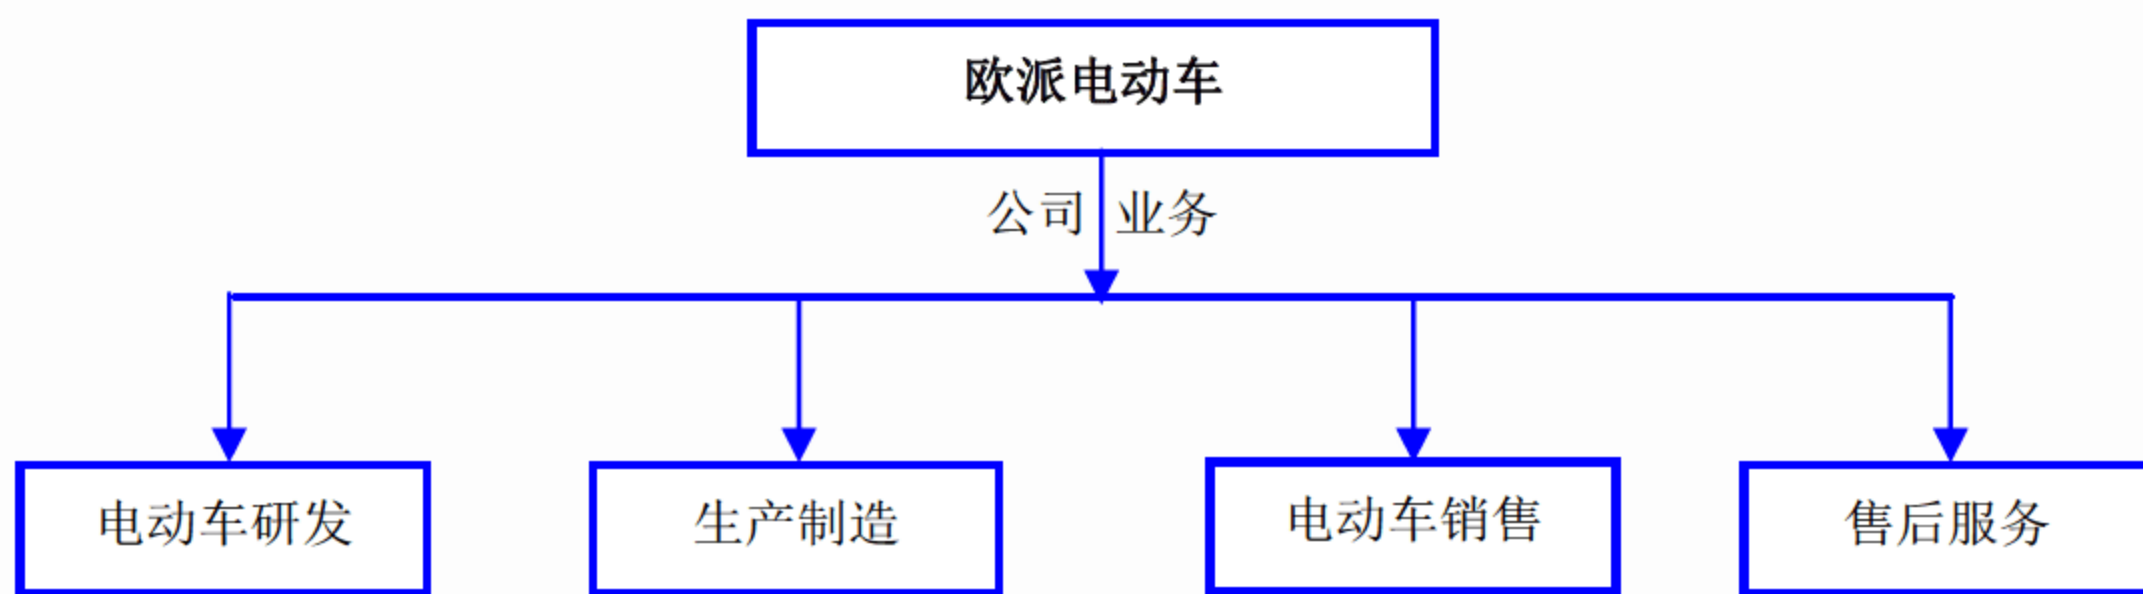 欧派电动车
公司 业务
电动车研发
生产制造
电动车销售
售后服务